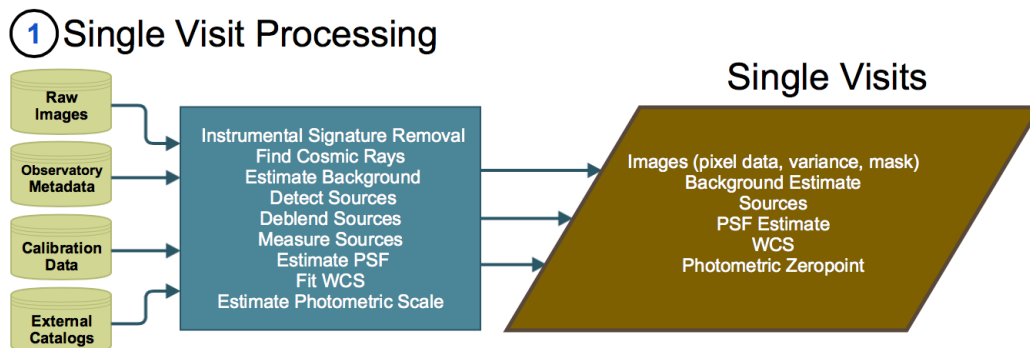 1 Single Visit Processing
Single Visits
Raw
Images
Observatory
Metadata
Calibration
Data
External
Catalogs
Instrumental Signature Removal
Find Cosmic Rays
Estimate Background
Detect Sources
Deblend Sources
Measure Sources
Estimate PSF
Fit WCS
Estimate Photometric Scale
Images (pixel data, variance, mask)
Background Estimate
Sources
PSF Estimate
WCS
Photometric Zeropoint